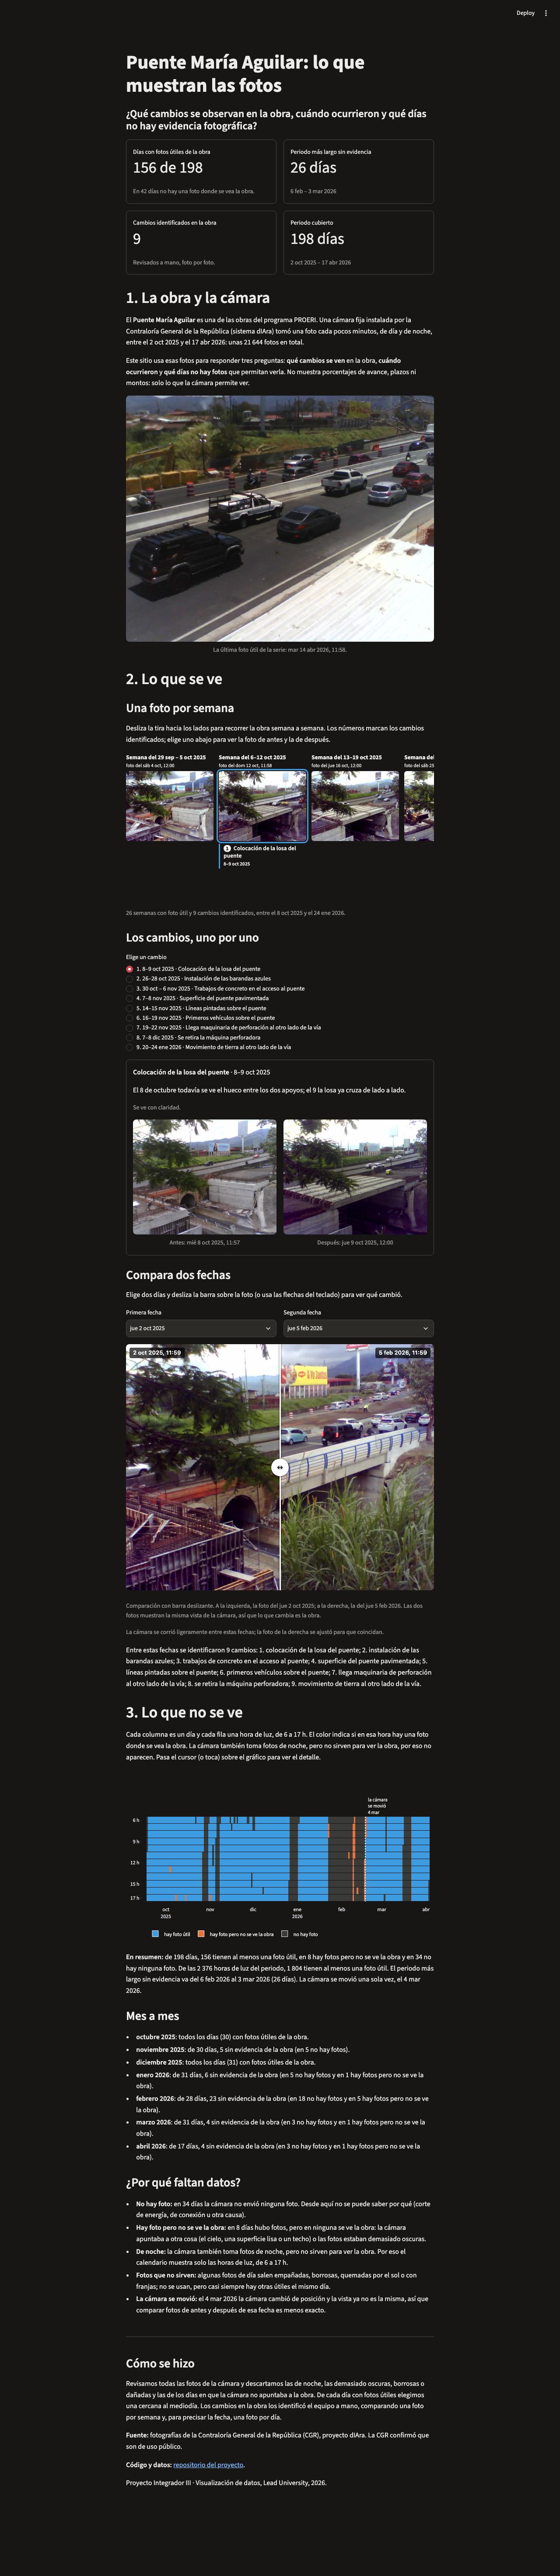 Deploy
Puente María Aguilar: lo que
muestran las fotos
¿Qué cambios se observan en la obra, cuándo ocurrieron y qué días
no hay evidencia fotográfica?
Días con fotos útiles de la obra
156 de 198
En 42 días no hay una foto donde se vea la obra.
Periodo más largo sin evidencia
26 días
6 feb – 3 mar 2026
Cambios identificados en la obra
9
Revisados a mano, foto por foto.
Periodo cubierto
198 días
2 oct 2025 – 17 abr 2026
1. La obra y la cámara
El Puente María Aguilar es una de las obras del programa PROERI. Una cámara fija instalada por la
Contraloría General de la República (sistema dIAra) tomó una foto cada pocos minutos, de día y de noche,
entre el 2 oct 2025 y el 17 abr 2026: unas 21 644 fotos en total.
Este sitio usa esas fotos para responder tres preguntas: qué cambios se ven en la obra, cuándo
ocurrieron y qué días no hay fotos que permitan verla. No muestra porcentajes de avance, plazos ni
montos: solo lo que la cámara permite ver.
La última foto útil de la serie: mar 14 abr 2026, 11:58.
2. Lo que se ve
Una foto por semana
Desliza la tira hacia los lados para recorrer la obra semana a semana. Los números marcan los cambios
identificados; elige uno abajo para ver la foto de antes y la de después.
Semana del 29 sep – 5 oct 2025
foto del sáb 4 oct, 12:00
Semana del 6–12 oct 2025
foto del dom 12 oct, 11:58
Semana del 13–19 oct 2025
foto del jue 16 oct, 12:00
Semana del
foto del sáb 25
1 Colocación de la losa del
puente
8–9 oct 2025
26 semanas con foto útil y 9 cambios identificados, entre el 8 oct 2025 y el 24 ene 2026.
Los cambios, uno por uno
Elige un cambio
1. 8–9 oct 2025 · Colocación de la losa del puente
2. 26–28 oct 2025 · Instalación de las barandas azules
3. 30 oct – 6 nov 2025 · Trabajos de concreto en el acceso al puente
4. 7–8 nov 2025 · Superficie del puente pavimentada
5. 14–15 nov 2025 · Líneas pintadas sobre el puente
6. 16–19 nov 2025 · Primeros vehículos sobre el puente
7. 19–22 nov 2025 · Llega maquinaria de perforación al otro lado de la vía
8. 7–8 dic 2025 · Se retira la máquina perforadora
9. 20–24 ene 2026 · Movimiento de tierra al otro lado de la vía
Colocación de la losa del puente · 8–9 oct 2025
El 8 de octubre todavía se ve el hueco entre los dos apoyos; el 9 la losa ya cruza de lado a lado.
Se ve con claridad.
Antes: mié 8 oct 2025, 11:57
Después: jue 9 oct 2025, 12:00
Compara dos fechas
Elige dos días y desliza la barra sobre la foto (o usa las flechas del teclado) para ver qué cambió.
Primera fecha
Segunda fecha
jue 2 oct 2025
jue 5 feb 2026
2 oct 2025, 11:59
5 feb 2026, 11:59
Comparación con barra deslizante. A la izquierda, la foto del jue 2 oct 2025; a la derecha, la del jue 5 feb 2026. Las dos
fotos muestran la misma vista de la cámara, así que lo que cambia es la obra.
La cámara se corrió ligeramente entre estas fechas; la foto de la derecha se ajustó para que coincidan.
Entre estas fechas se identificaron 9 cambios: 1. colocación de la losa del puente; 2. instalación de las
barandas azules; 3. trabajos de concreto en el acceso al puente; 4. superficie del puente pavimentada; 5.
líneas pintadas sobre el puente; 6. primeros vehículos sobre el puente; 7. llega maquinaria de perforación
al otro lado de la vía; 8. se retira la máquina perforadora; 9. movimiento de tierra al otro lado de la vía.
3. Lo que no se ve
Cada columna es un día y cada fila una hora de luz, de 6 a 17 h. El color indica si en esa hora hay una foto
donde se vea la obra. La cámara también toma fotos de noche, pero no sirven para ver la obra, por eso no
aparecen. Pasa el cursor (o toca) sobre el gráfico para ver el detalle.
la cámara
se movió
4 mar
6 h
9 h
12 h
15 h
17 h
oct
2025
nov
dic
ene
2026
feb
mar
abr
hay foto útil
hay foto pero no se ve la obra
no hay foto
En resumen: de 198 días, 156 tienen al menos una foto útil, en 8 hay fotos pero no se ve la obra y en 34 no
hay ninguna foto. De las 2 376 horas de luz del periodo, 1 804 tienen al menos una foto útil. El periodo más
largo sin evidencia va del 6 feb 2026 al 3 mar 2026 (26 días). La cámara se movió una sola vez, el 4 mar
2026.
Mes a mes
octubre 2025: todos los días (30) con fotos útiles de la obra.
noviembre 2025: de 30 días, 5 sin evidencia de la obra (en 5 no hay fotos).
diciembre 2025: todos los días (31) con fotos útiles de la obra.
enero 2026: de 31 días, 6 sin evidencia de la obra (en 5 no hay fotos y en 1 hay fotos pero no se ve la
obra).
febrero 2026: de 28 días, 23 sin evidencia de la obra (en 18 no hay fotos y en 5 hay fotos pero no se ve
la obra).
marzo 2026: de 31 días, 4 sin evidencia de la obra (en 3 no hay fotos y en 1 hay fotos pero no se ve la
obra).
abril 2026: de 17 días, 4 sin evidencia de la obra (en 3 no hay fotos y en 1 hay fotos pero no se ve la
obra).
¿Por qué faltan datos?
No hay foto: en 34 días la cámara no envió ninguna foto. Desde aquí no se puede saber por qué (corte
de energía, de conexión u otra causa).
Hay foto pero no se ve la obra: en 8 días hubo fotos, pero en ninguna se ve la obra: la cámara
apuntaba a otra cosa (el cielo, una superficie lisa o un techo) o las fotos estaban demasiado oscuras.
De noche: la cámara también toma fotos de noche, pero no sirven para ver la obra. Por eso el
calendario muestra solo las horas de luz, de 6 a 17 h.
Fotos que no sirven: algunas fotos de día salen empañadas, borrosas, quemadas por el sol o con
franjas; no se usan, pero casi siempre hay otras útiles el mismo día.
La cámara se movió: el 4 mar 2026 la cámara cambió de posición y la vista ya no es la misma, así que
comparar fotos de antes y después de esa fecha es menos exacto.
Cómo se hizo
Revisamos todas las fotos de la cámara y descartamos las de noche, las demasiado oscuras, borrosas o
dañadas y las de los días en que la cámara no apuntaba a la obra. De cada día con fotos útiles elegimos
una cercana al mediodía. Los cambios en la obra los identificó el equipo a mano, comparando una foto
por semana y, para precisar la fecha, una foto por día.
Fuente: fotografías de la Contraloría General de la República (CGR), proyecto dIAra. La CGR confirmó que
son de uso público.
Código y datos: repositorio del proyecto.
Proyecto Integrador III · Visualización de datos, Lead University, 2026.